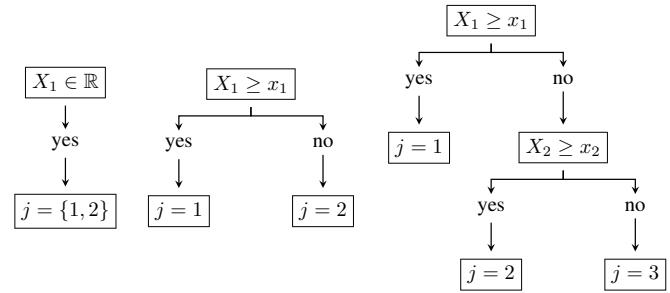 X₁ ∈ ℝ
yes
j = {1, 2}
X₁ ≥ x₁
yes no
j = 1 j = 2
X₁ ≥ x₁
yes no
j = 1 X₂ ≥ x₂
yes no
j = 2 j = 3